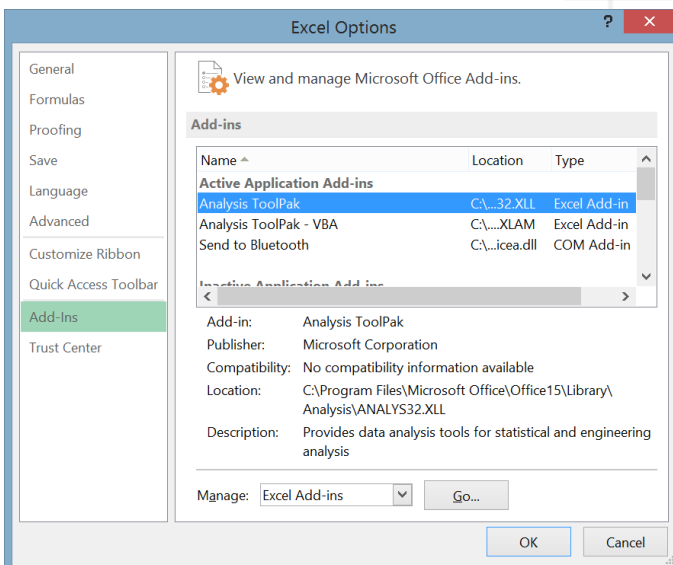 Excel Options
?
General
Formulas
Proofing
Save
Language
Advanced
Customize Ribbon
Quick Access Toolbar
Add-Ins
Trust Center
View and manage Microsoft Office Add-ins.
Add-ins
Name Location Type
Active Application Add-ins
Analysis ToolPak C:\...32.XLL Excel Add-in
Analysis ToolPak - VBA C:\....XLAM Excel Add-in
Send to Bluetooth C:\...icea.dll COM Add-in
Inactive Application Add-ins
Add-in: Analysis ToolPak
Publisher: Microsoft Corporation
Compatibility: No compatibility information available
Location: C:\Program Files\Microsoft Office\Office15\Library\
Analysis\ANALYS32.XLL
Description: Provides data analysis tools for statistical and engineering
analysis
Manage: Excel Add-ins Go...
OK Cancel